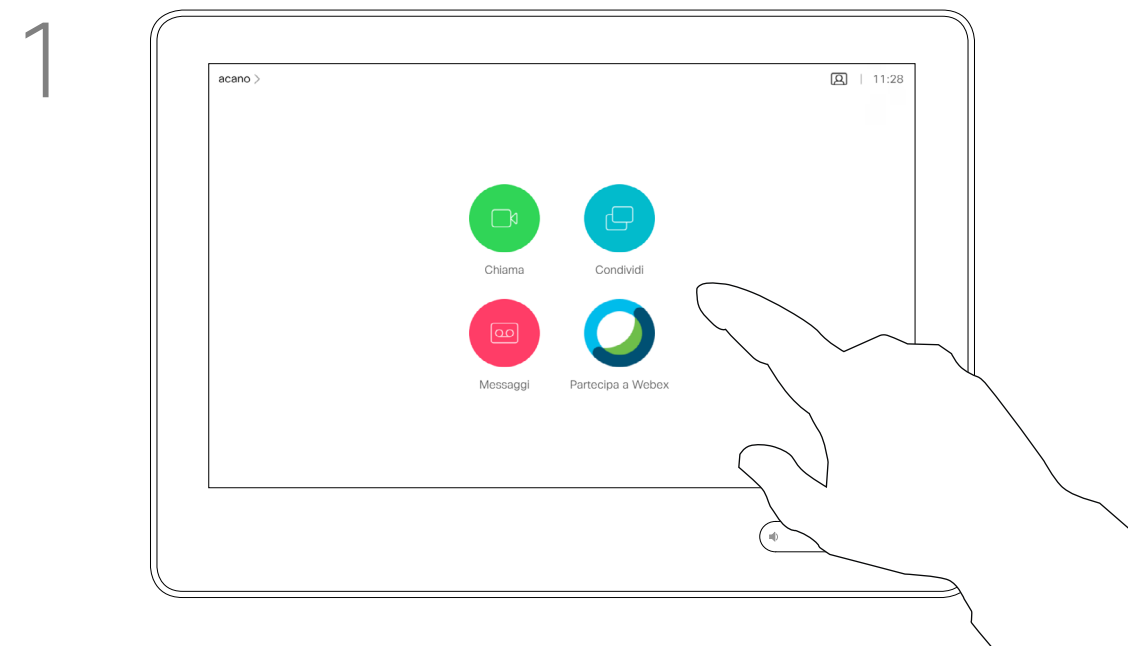 1
acano >
11:28
Chiama
Condividi
Messaggi
Partecipa a Webex